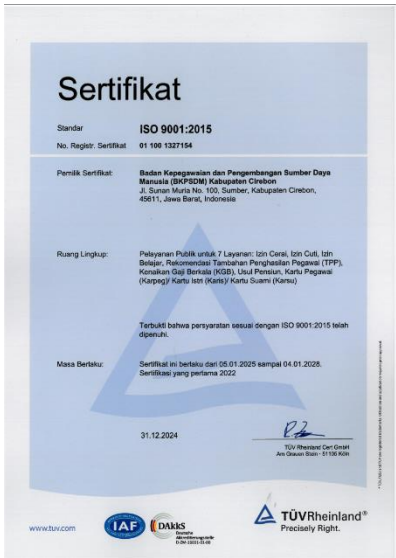 Sertifikat
Standar ISO 9001:2015
No. Registr. Sertifikat 01 100 1327154
Pemilik Sertifikat: Badan Kepegawaian dan Pengembengan Sumber Daya
Manusia (BKPSDM) Kabupaten Cirebon
Jl. Sunan Muria No. 100, Sumber, Kabupaten Cirebon,
45611, Jawa Barat, Indonesia
Ruang Lingkup: Pelayanan Publik untuk 7 Layanan: Izin Cerai, Izin Cuti, Izin
Belajar, Rekomendasi Tambahan Penghasilan Pegawai (TPP),
Kenaikan Gaji Berkala (KGB), Usul Pensiun, Kartu Pegawai
(Karpeg)/ Kartu Istri (Karis)/ Kartu Suami (Karsu)
Terbukti bahwa persyaratan sesuai dengan ISO 9001:2015 telah
dipenuhi.
Masa Berlaku: Sertifikat ini berlaku dari 05.01.2025 sampai 04.01.2028.
Sertifikasi yang pertama 2022
31.12.2024
TÜV Rheinland Cert GmbH
Am Grauen Stein - 51105 Köln
www.tuv.com
IAF
DAkkS
Deutsche
Akkreditierungsstelle
TÜVRheinland®
Precisely Right.